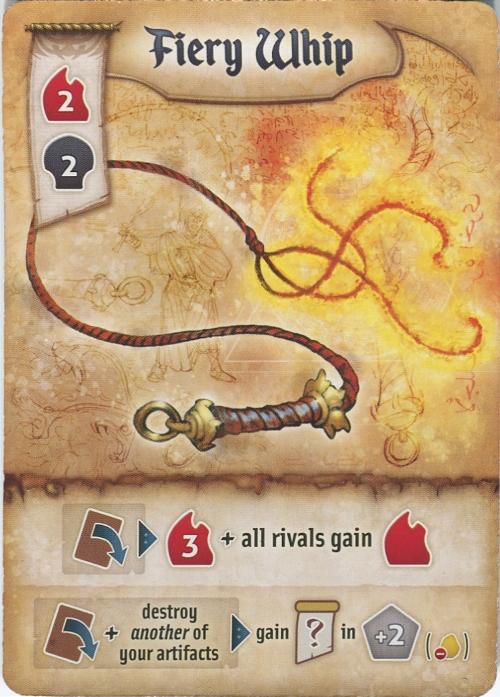 Fiery Whip
2
2
3 + all rivals gain
+ destroy
another of
your artifacts
gain ? in +2 (-)